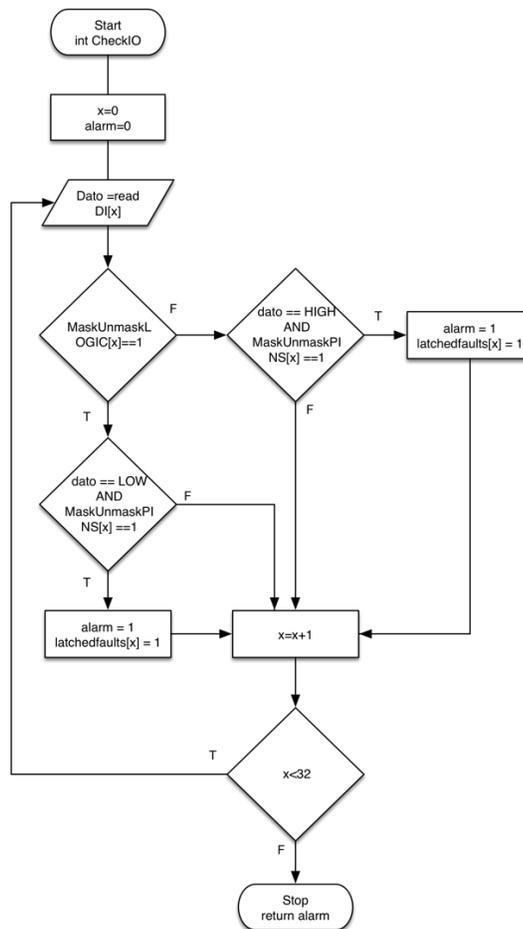 Start
int CheckIO
x=0
alarm=0
Dato =read
DI[x]
MaskUnmaskL
OGIC[x]==1
F
dato == HIGH
AND
MaskUnmaskPI
NS[x] ==1
T
alarm = 1
latchedfaults[x] = 1
T
F
dato == LOW
AND
MaskUnmaskPI
NS[x] ==1
F
T
alarm = 1
latchedfaults[x] = 1
x=x+1
T
x<32
F
Stop
return alarm